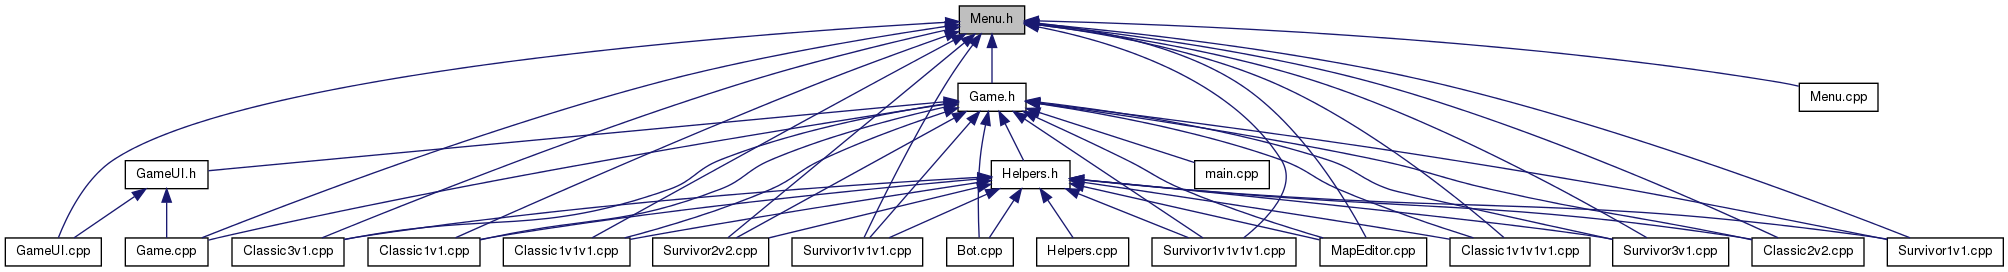 Menu.h
Game.h
Menu.cpp
GameUI.h
Helpers.h
main.cpp
GameUI.cpp
Game.cpp
Classic3v1.cpp
Classic1v1.cpp
Classic1v1v1.cpp
Survivor2v2.cpp
Survivor1v1v1.cpp
Bot.cpp
Helpers.cpp
Survivor1v1v1v1.cpp
MapEditor.cpp
Classic1v1v1v1.cpp
Survivor3v1.cpp
Classic2v2.cpp
Survivor1v1.cpp